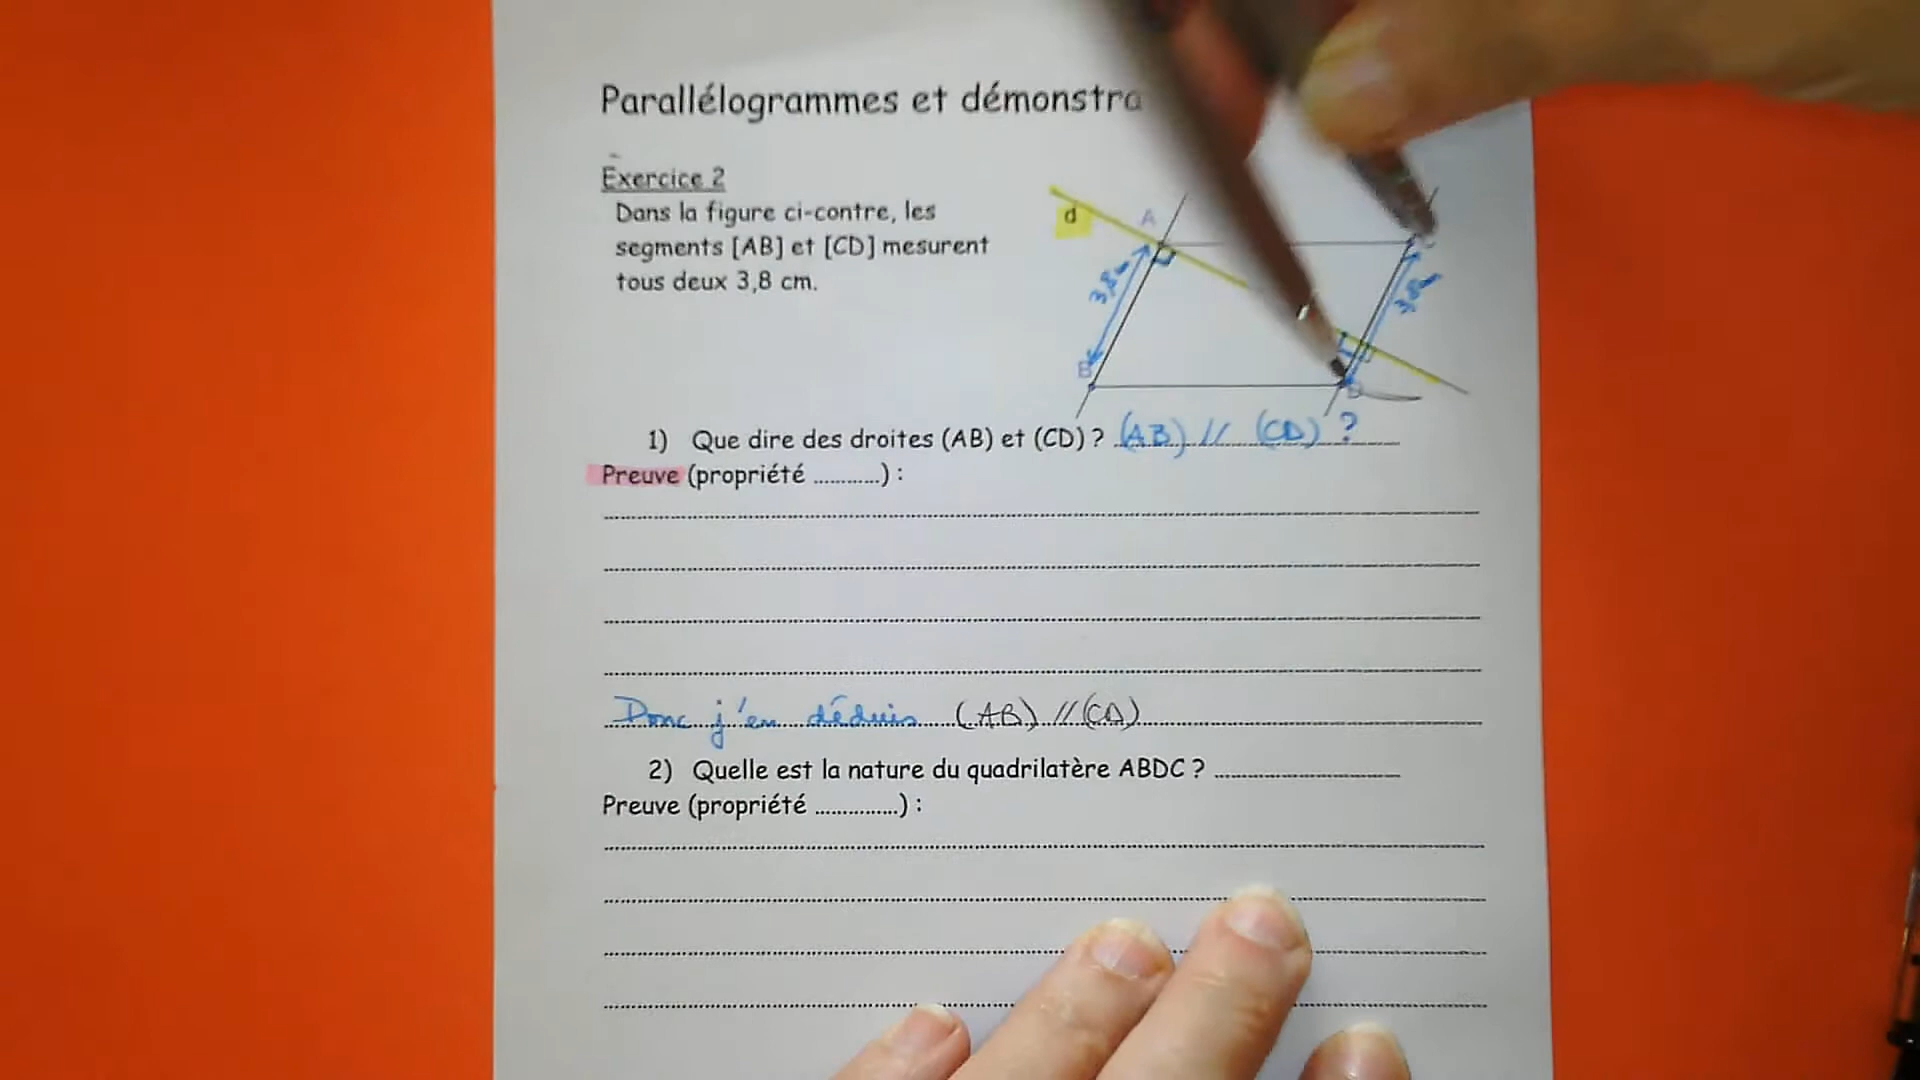 Parallélogrammes et démonstra
Exercice 2
Dans la figure ci-contre, les
segments [AB] et [CD] mesurent
tous deux 3,8 cm.
d
A
C
3,8
3,8
B
D
1) Que dire des droites (AB) et (CD) ? (AB) // (CD) ?
Preuve (propriété ............) :
Donc j'en déduis (AB) // (CD)
2) Quelle est la nature du quadrilatère ABDC ? ..............................
Preuve (propriété ...............) :